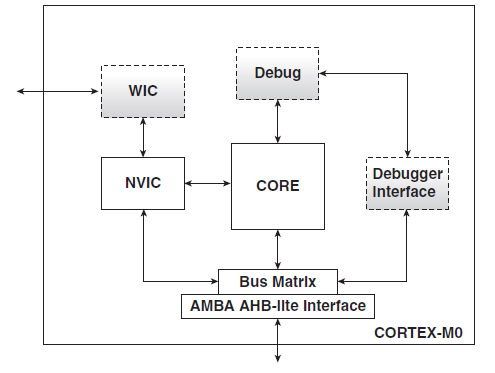 WIC
Debug
NVIC
CORE
Debugger
Interface
Bus Matrix
AMBA AHB-lite Interface
CORTEX-M0